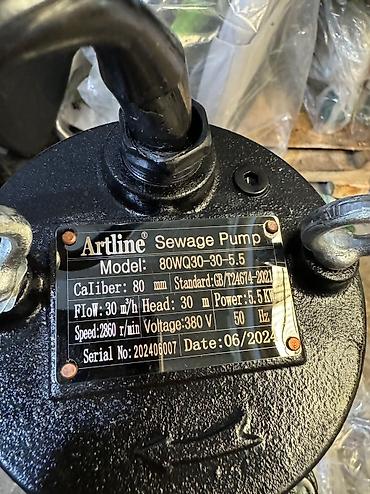 Artline® Sewage Pump
Model: 80WQ30-30-5.5
Caliber: 80 mm Standard:GB/T24674-2021
Flow: 30 m³/h Head: 30 m Power: 5.5 K
Speed:2860 r/min Voltage:380 V 50 Hz
Serial No: 202406007 Date: 06/2024